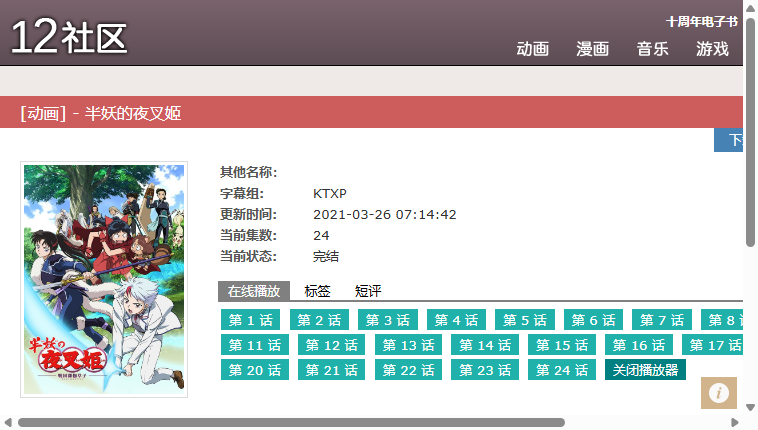 12社区
十周年电子书
动画 漫画 音乐 游戏
[动画] - 半妖的夜叉姬
其他名称:
字幕组: KTXP
更新时间: 2021-03-26 07:14:42
当前集数: 24
当前状态: 完结
在线播放 标签 短评
第 1 话 第 2 话 第 3 话 第 4 话 第 5 话 第 6 话 第 7 话 第 8
第 11 话 第 12 话 第 13 话 第 14 话 第 15 话 第 16 话 第 17 话
第 20 话 第 21 话 第 22 话 第 23 话 第 24 话 关闭播放器
半妖の
夜叉姫